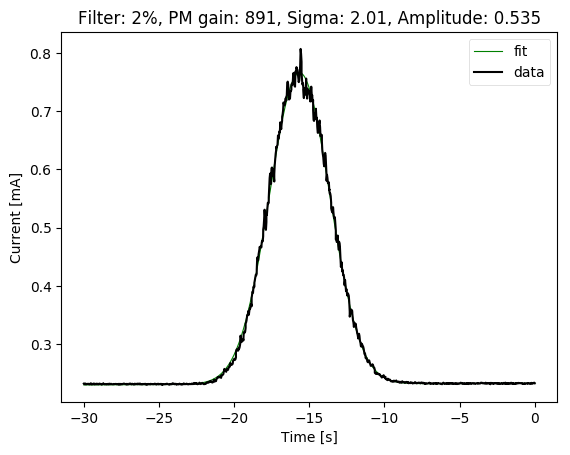 Filter: 2%, PM gain: 891, Sigma: 2.01, Amplitude: 0.535
fit
data
0.8
0.7
0.6
0.5
0.4
0.3
Current [mA]
−30
−25
−20
−15
−10
−5
0
Time [s]